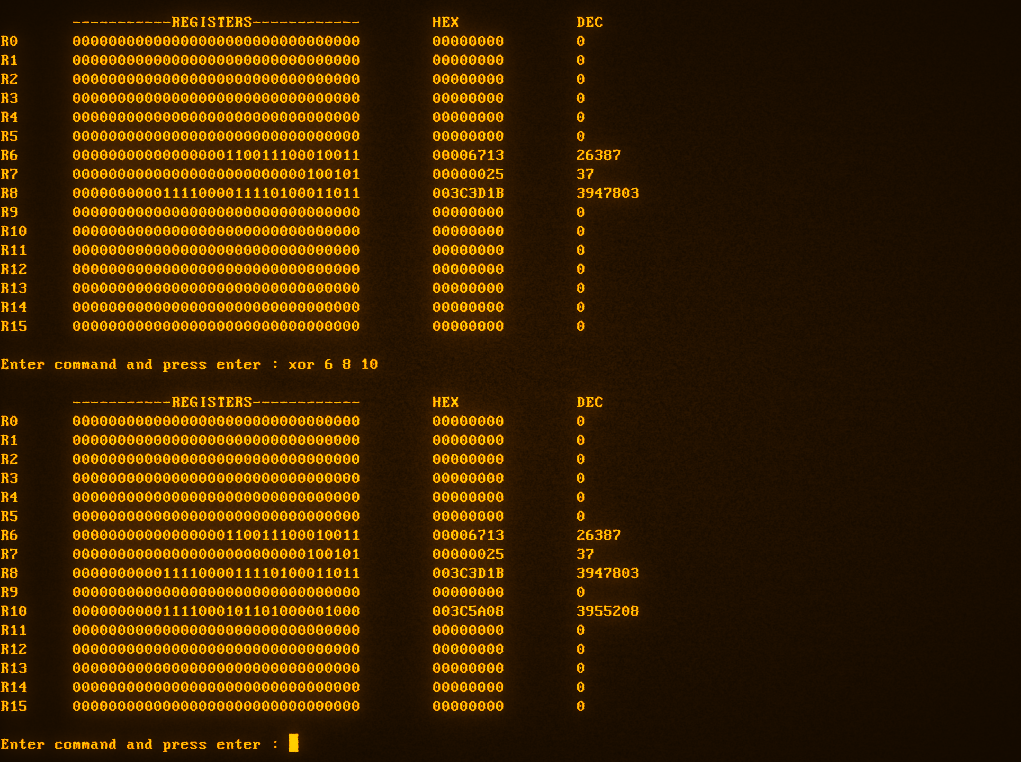 -----------REGISTERS------------ HEX DEC
R0 00000000000000000000000000000000 00000000 0
R1 00000000000000000000000000000000 00000000 0
R2 00000000000000000000000000000000 00000000 0
R3 00000000000000000000000000000000 00000000 0
R4 00000000000000000000000000000000 00000000 0
R5 00000000000000000000000000000000 00000000 0
R6 00000000000000000110011100010011 00006713 26387
R7 00000000000000000000000000100101 00000025 37
R8 00000000001111000011110100011011 003C3D1B 3947803
R9 00000000000000000000000000000000 00000000 0
R10 00000000000000000000000000000000 00000000 0
R11 00000000000000000000000000000000 00000000 0
R12 00000000000000000000000000000000 00000000 0
R13 00000000000000000000000000000000 00000000 0
R14 00000000000000000000000000000000 00000000 0
R15 00000000000000000000000000000000 00000000 0
Enter command and press enter : xor 6 8 10
-----------REGISTERS------------ HEX DEC
R0 00000000000000000000000000000000 00000000 0
R1 00000000000000000000000000000000 00000000 0
R2 00000000000000000000000000000000 00000000 0
R3 00000000000000000000000000000000 00000000 0
R4 00000000000000000000000000000000 00000000 0
R5 00000000000000000000000000000000 00000000 0
R6 00000000000000000110011100010011 00006713 26387
R7 00000000000000000000000000100101 00000025 37
R8 00000000001111000011110100011011 003C3D1B 3947803
R9 00000000000000000000000000000000 00000000 0
R10 00000000001111000101101000001000 003C5A08 3955208
R11 00000000000000000000000000000000 00000000 0
R12 00000000000000000000000000000000 00000000 0
R13 00000000000000000000000000000000 00000000 0
R14 00000000000000000000000000000000 00000000 0
R15 00000000000000000000000000000000 00000000 0
Enter command and press enter :